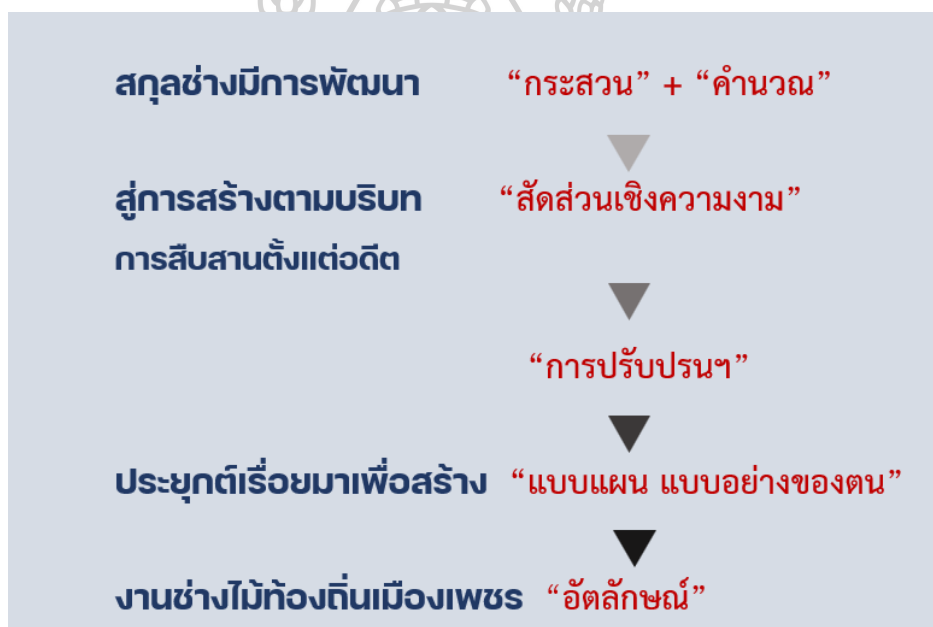 สกุลช่างมีการพัฒนา “กระสวน” + “คำนวณ”
สู่การสร้างตามบริบท “สัดส่วนเชิงความงาม”
การสืบสานตั้งแต่อดีต
“การปรับปรนฯ”
ประยุกต์เรื่อยมาเพื่อสร้าง “แบบแผน แบบอย่างของตน”
งานช่างไม้ท้องถิ่นเมืองเพชร “อัตลักษณ์”